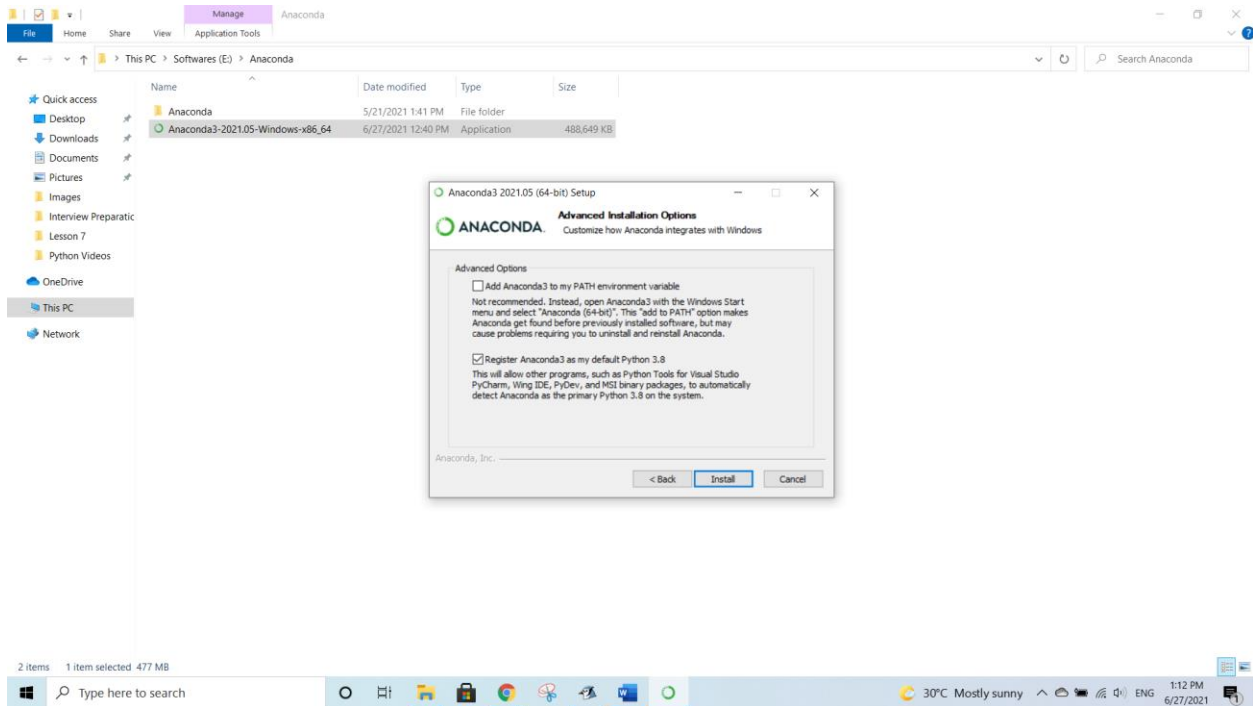 Manage Anaconda
File Home Share View Application Tools
This PC > Softwares (E:) > Anaconda
Search Anaconda
Name Date modified Type Size
Quick access
Desktop
Downloads
Documents
Pictures
Images
Interview Preparatic
Lesson 7
Python Videos
OneDrive
This PC
Network
Anaconda 5/21/2021 1:41 PM File folder
Anaconda3-2021.05-Windows-x86_64 6/27/2021 12:40 PM Application 488,649 KB
Anaconda3 2021.05 (64-bit) Setup
ANACONDA.
Advanced Installation Options
Customize how Anaconda integrates with Windows
Advanced Options
Add Anaconda3 to my PATH environment variable
Not recommended. Instead, open Anaconda3 with the Windows Start
menu and select "Anaconda (64-bit)". This "add to PATH" option makes
Anaconda get found before previously installed software, but may
cause problems requiring you to uninstall and reinstall Anaconda.
Register Anaconda3 as my default Python 3.8
This will allow other programs, such as Python Tools for Visual Studio
PyCharm, Wing IDE, PyDev, and MSI binary packages, to automatically
detect Anaconda as the primary Python 3.8 on the system.
Anaconda, Inc.
< Back Install Cancel
2 items 1 item selected 477 MB
Type here to search
30°C Mostly sunny ENG 1:12 PM
6/27/2021